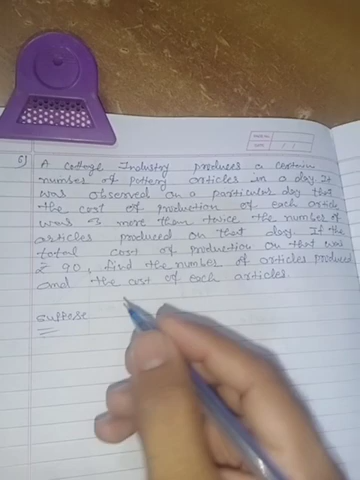 6) A cottage Industry produces a certain
number of pottery articles in a day. It
was observed on a particular day that
the cost of production of each article
was 3 more then twice the number of
articles produced on that day. If the
total cost of production on that was
₹ 90, find the number of articles produced
and the cost of each articles.
suppose